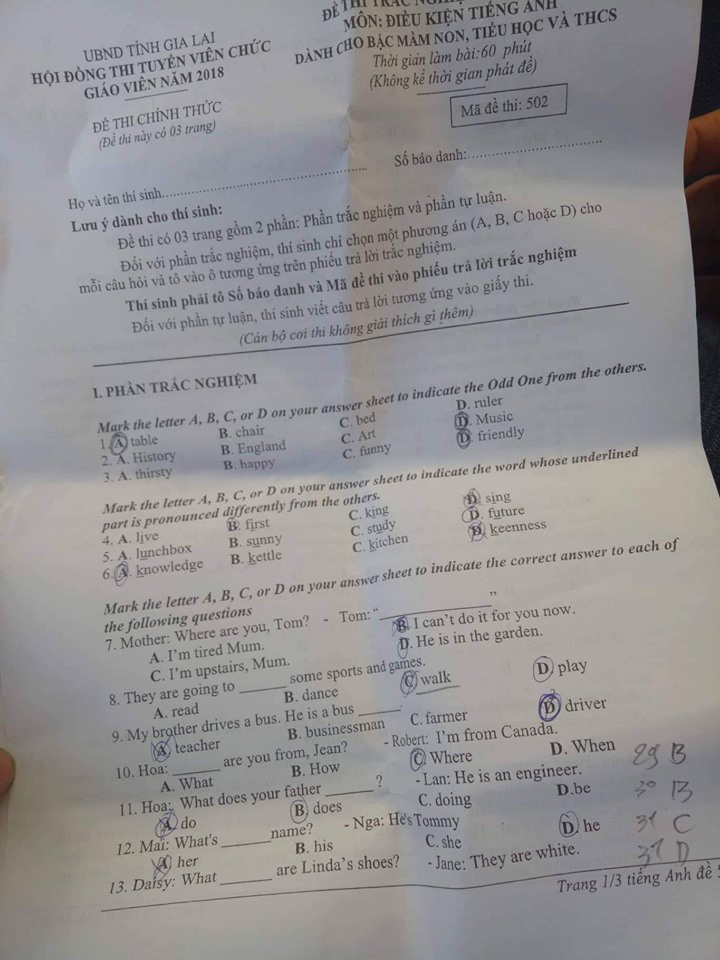 UBND TỈNH GIA LAI
HỘI ĐỒNG THI TUYỂN VIÊN CHỨC
GIÁO VIÊN NĂM 2018
ĐỀ THI CHÍNH THỨC
(Đề thi này có 03 trang)
ĐỀ THI TRẮC
MÔN: ĐIỀU KIỆN TIẾNG ANH
DÀNH CHO BẬC MẦM NON, TIỂU HỌC VÀ THCS
Thời gian làm bài:60 phút
(Không kể thời gian phát đề)
Mã đề thi: 502
Họ và tên thí sinh..................................................
Số báo danh:..............................
Lưu ý dành cho thí sinh:
Đề thi có 03 trang gồm 2 phần: Phần trắc nghiệm và phần tự luận.
Đối với phần trắc nghiệm, thí sinh chỉ chọn một phương án (A, B, C hoặc D) cho
mỗi câu hỏi và tô vào ô tương ứng trên phiếu trả lời trắc nghiệm.
Thí sinh phải tô Số báo danh và Mã đề thi vào phiếu trả lời trắc nghiệm
Đối với phần tự luận, thí sinh viết câu trả lời tương ứng vào giấy thi.
(Cán bộ coi thi không giải thích gì thêm)
I. PHẦN TRẮC NGHIỆM
Mark the letter A, B, C, or D on your answer sheet to indicate the Odd One from the others.
1. A. table B. chair C. bed D. ruler
2. A. History B. England C. Art D. Music
3. A. thirsty B. happy C. funny D. friendly
Mark the letter A, B, C, or D on your answer sheet to indicate the word whose underlined
part is pronounced differently from the others.
4. A. live B. first C. king D. sing
5. A. lunchbox B. sunny C. study D. future
6. A. knowledge B. kettle C. kitchen D. keenness
Mark the letter A, B, C, or D on your answer sheet to indicate the correct answer to each of
the following questions
7. Mother: Where are you, Tom? - Tom: "____________"
A. I'm tired Mum. B. I can't do it for you now.
C. I'm upstairs, Mum. D. He is in the garden.
8. They are going to ______ some sports and games.
A. read B. dance C. walk D. play
9. My brother drives a bus. He is a bus ______.
A. teacher B. businessman C. farmer D. driver
10. Hoa: ______ are you from, Jean? - Robert: I'm from Canada.
A. What B. How C. Where D. When
11. Hoa: What does your father ______ ? - Lan: He is an engineer.
A. do B. does C. doing D.be
12. Mai: What's ______name? - Nga: He's Tommy
A. her B. his C. she D. he
13. Daisy: What ______ are Linda's shoes? - Jane: They are white.
29 B
30 B
31 C
31 D
Trang 1/3 tiếng Anh đề 5